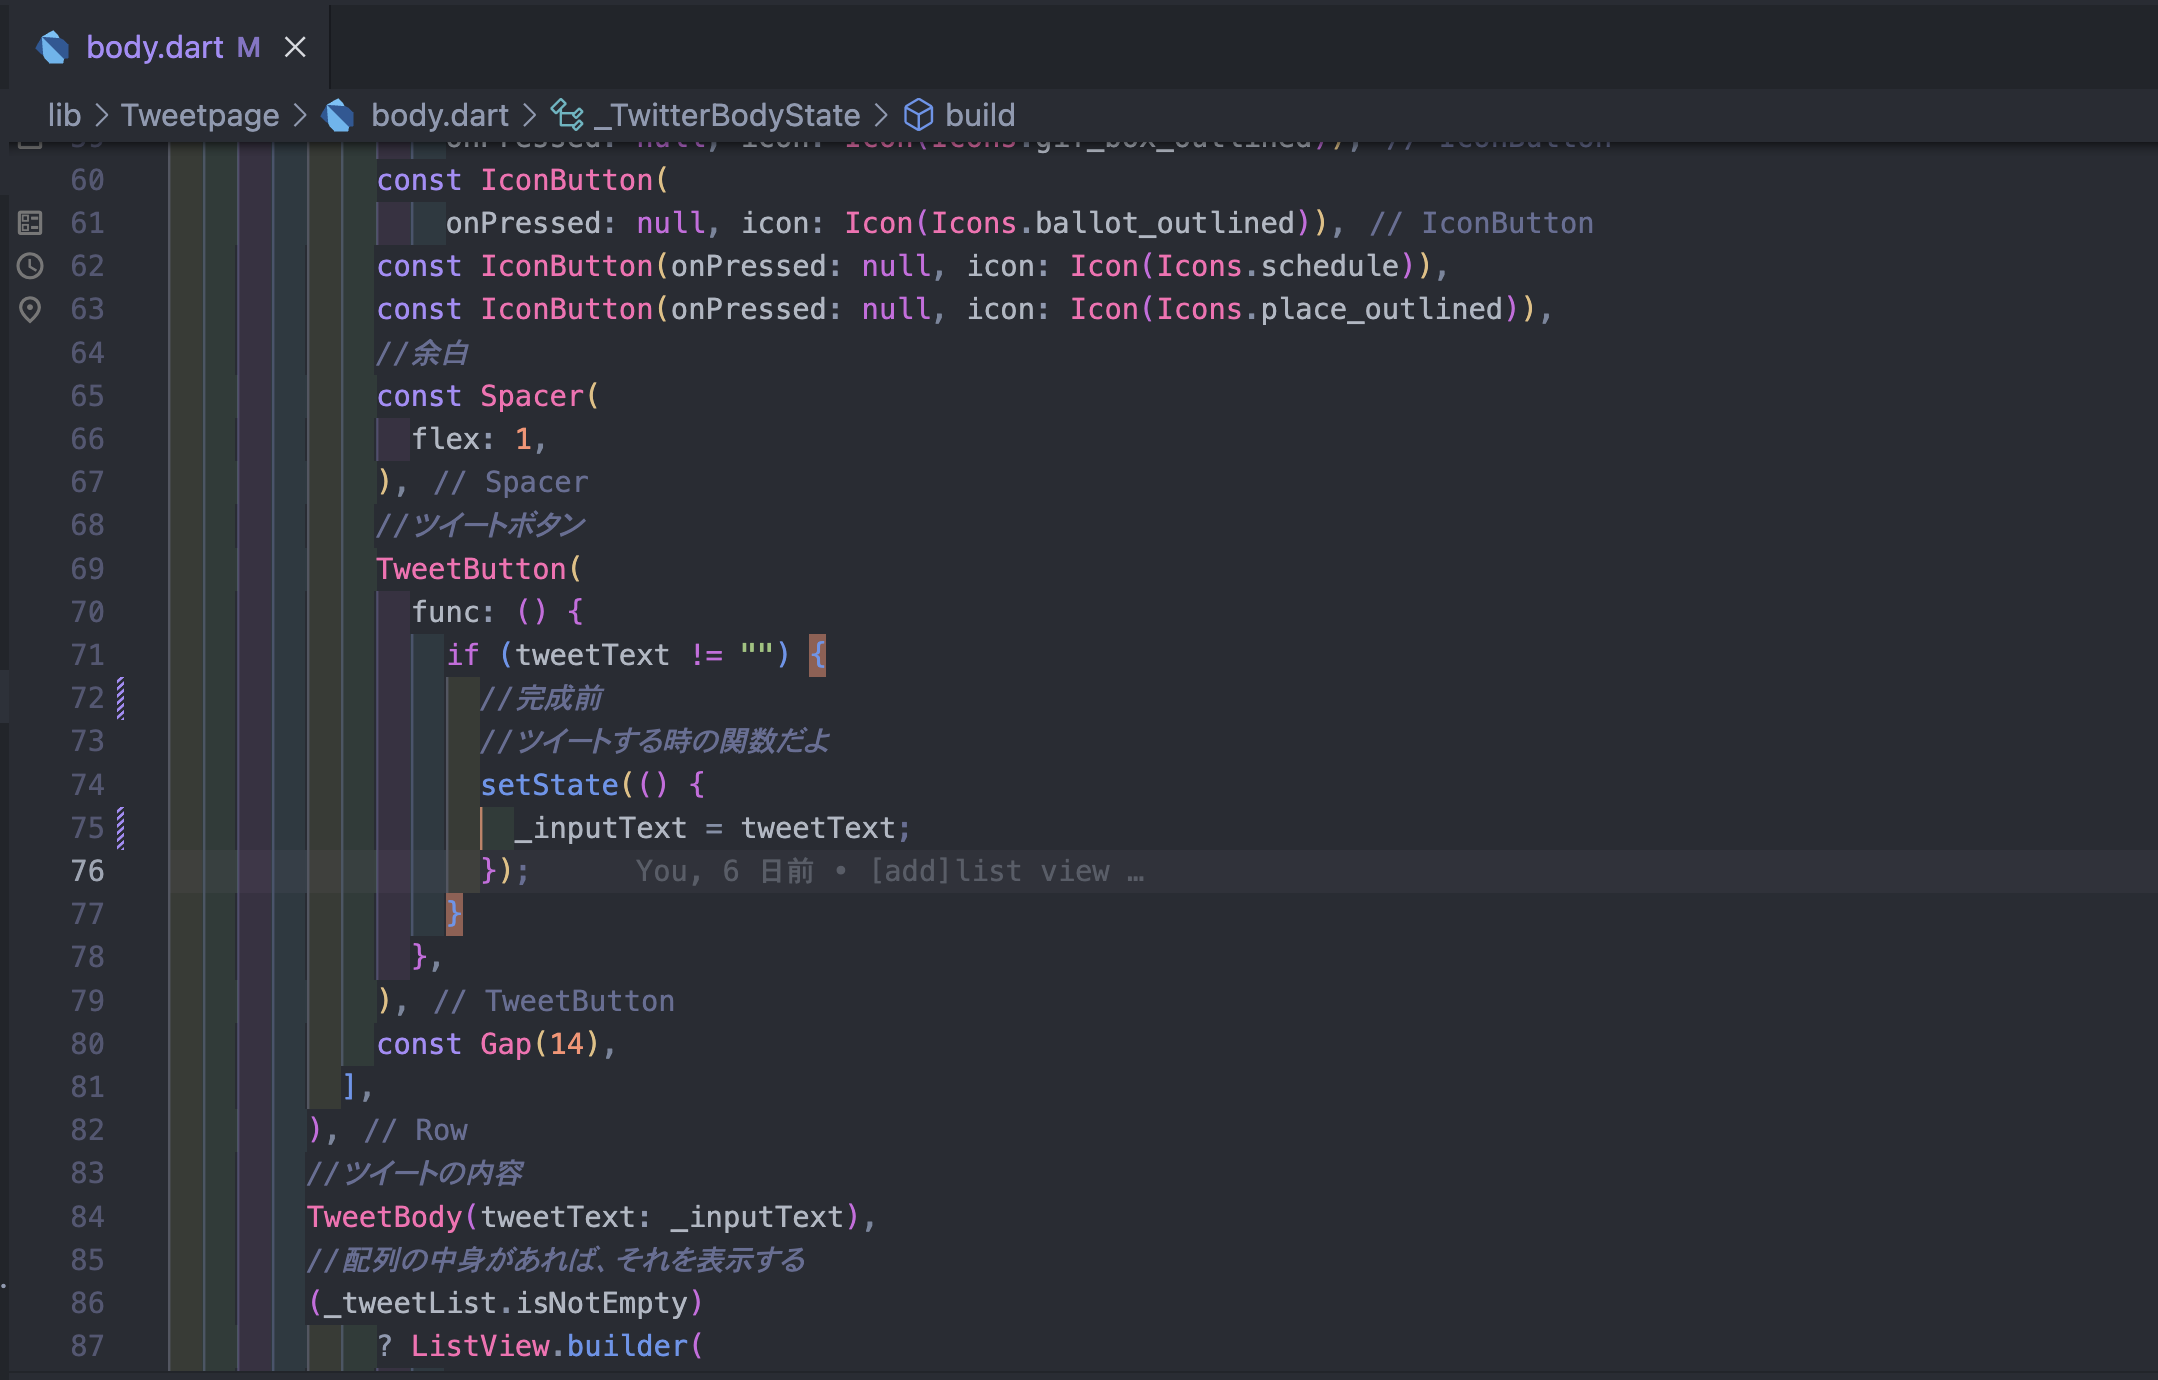 body.dart M
lib > Tweetpage > body.dart > _TwitterBodyState > build
59 onPressed: null, icon: Icon(Icons.gif_box_outlined)), // IconButton
60 const IconButton(
61 onPressed: null, icon: Icon(Icons.ballot_outlined)), // IconButton
62 const IconButton(onPressed: null, icon: Icon(Icons.schedule)),
63 const IconButton(onPressed: null, icon: Icon(Icons.place_outlined)),
64 //余白
65 const Spacer(
66 flex: 1,
67 ), // Spacer
68 //ツイートボタン
69 TweetButton(
70 func: () {
71 if (tweetText != "") {
72 //完成前
73 //ツイートする時の関数だよ
74 setState(() {
75 _inputText = tweetText;
76 }); You, 6 日前 • [add]list view …
77 }
78 },
79 ), // TweetButton
80 const Gap(14),
81 ],
82 ), // Row
83 //ツイートの内容
84 TweetBody(tweetText: _inputText),
85 //配列の中身があれば、それを表示する
86 (_tweetList.isNotEmpty)
87 ? ListView.builder(